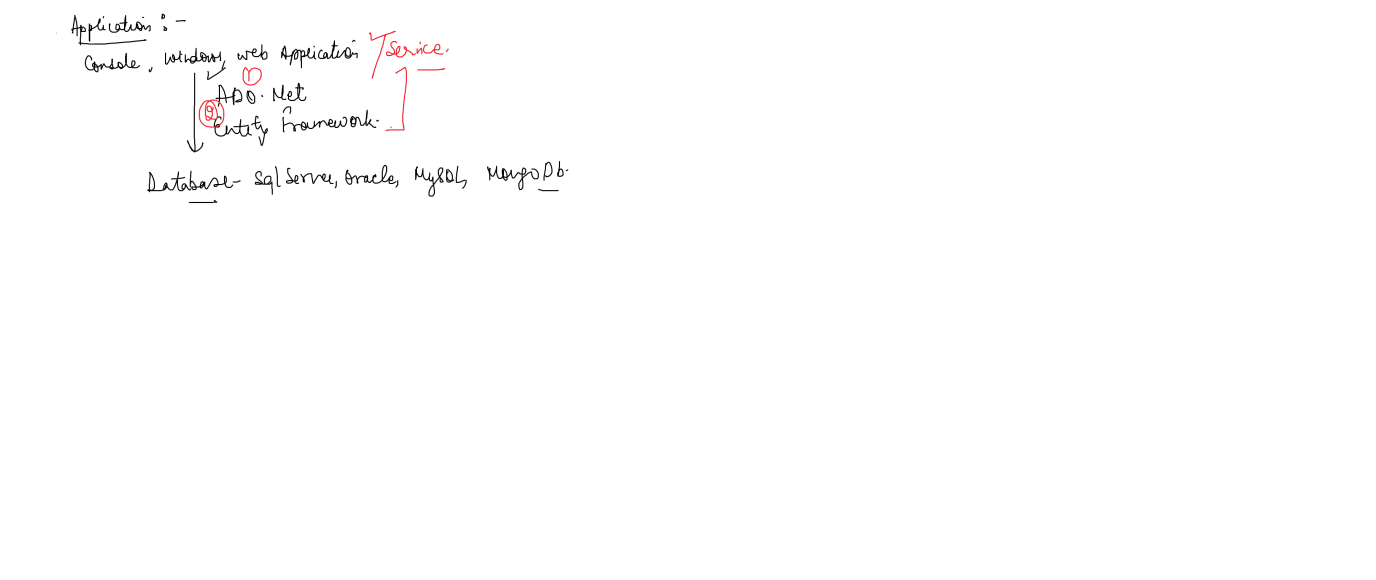 Application :-
Console, windows, web Application / Service.
① ADO. Net
② Entity Framework.
Database - Sql Server, Oracle, MySQL, MongoDb.